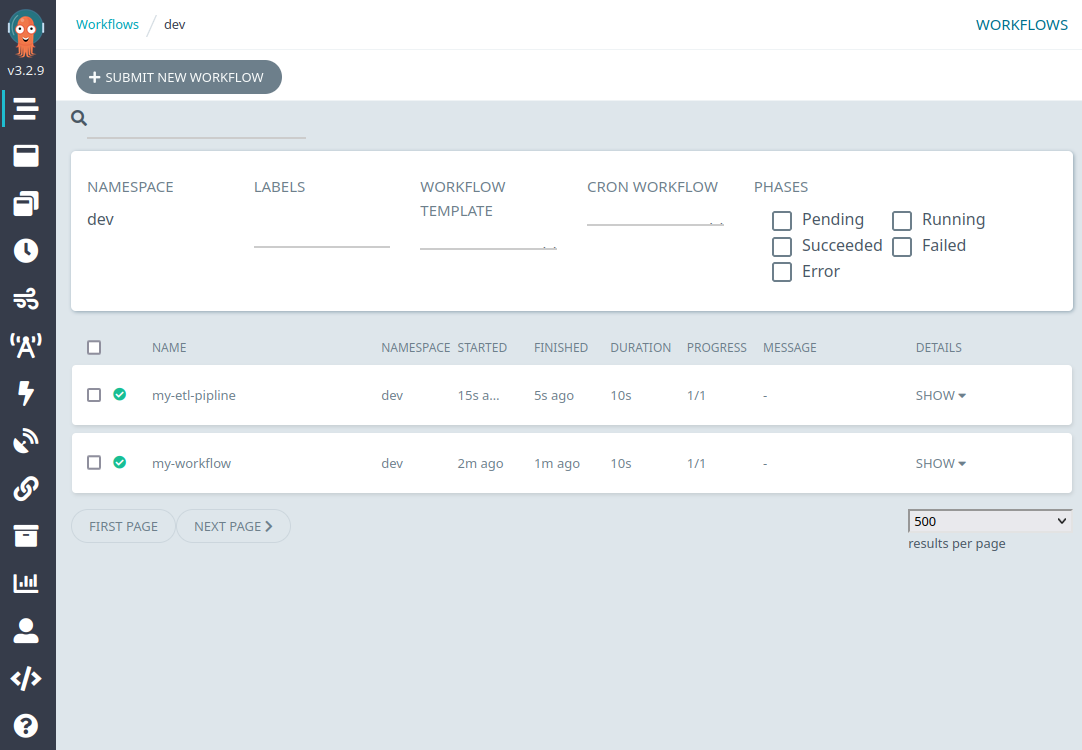 Workflows / dev
WORKFLOWS
v3.2.9
SUBMIT NEW WORKFLOW
NAMESPACE
dev
LABELS
WORKFLOW
TEMPLATE
CRON WORKFLOW
PHASES
Pending
Running
Succeeded
Failed
Error
NAME NAMESPACE STARTED FINISHED DURATION PROGRESS MESSAGE DETAILS
my-etl-pipline dev 15s a... 5s ago 10s 1/1 - SHOW
my-workflow dev 2m ago 1m ago 10s 1/1 - SHOW
FIRST PAGE
NEXT PAGE
500
results per page